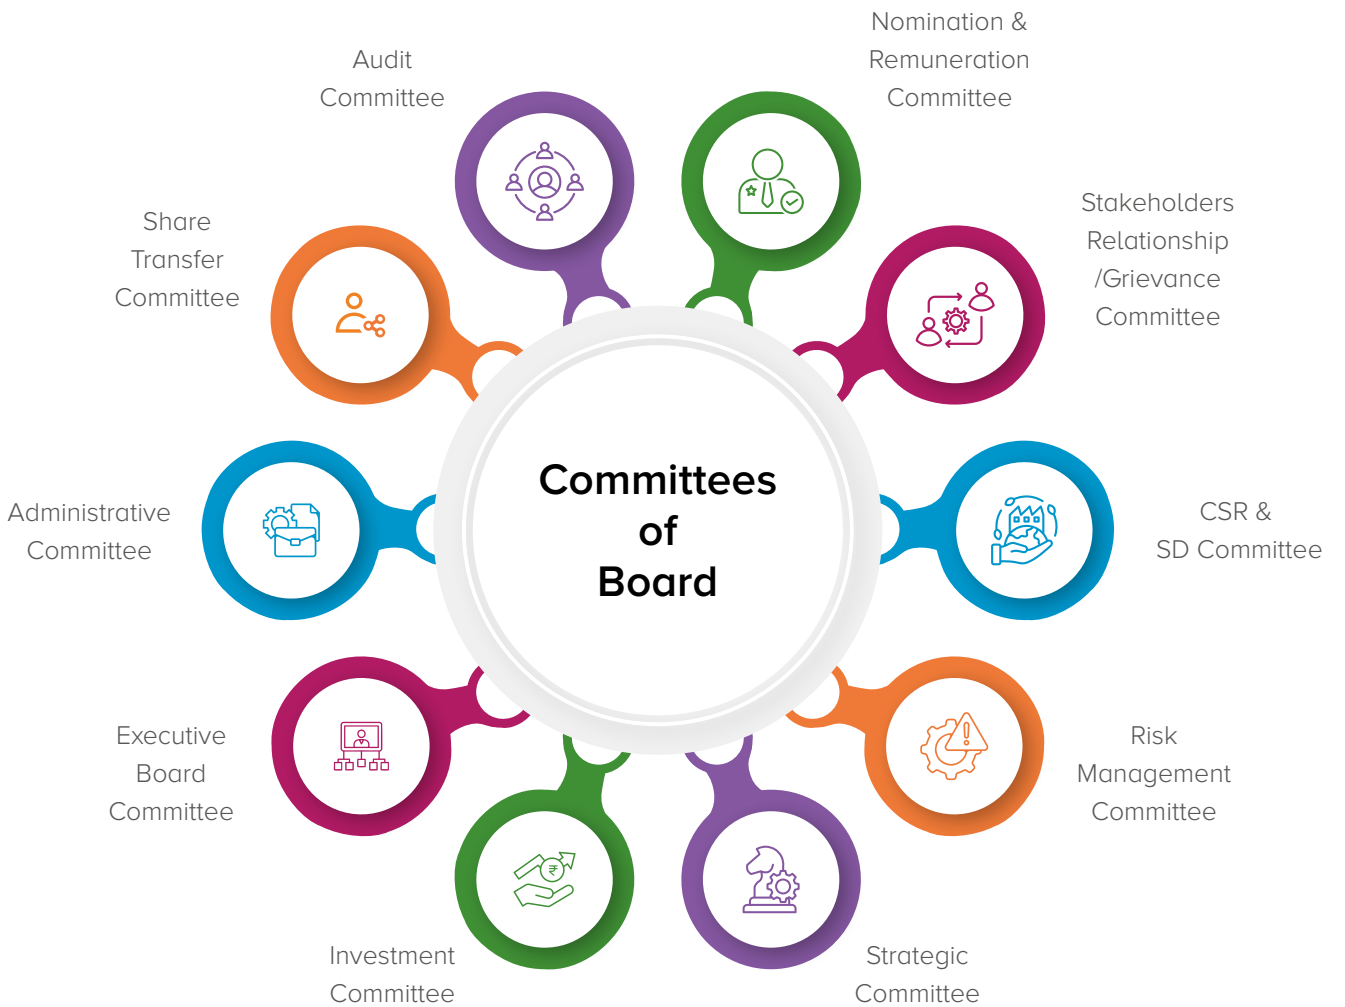 Nomination &
Remuneration
Committee
Audit
Committee
Stakeholders
Relationship
/Grievance
Committee
Share
Transfer
Committee
Committees
of
Board
Administrative
Committee
CSR &
SD Committee
Executive
Board
Committee
Risk
Management
Committee
₹
Investment
Committee
Strategic
Committee